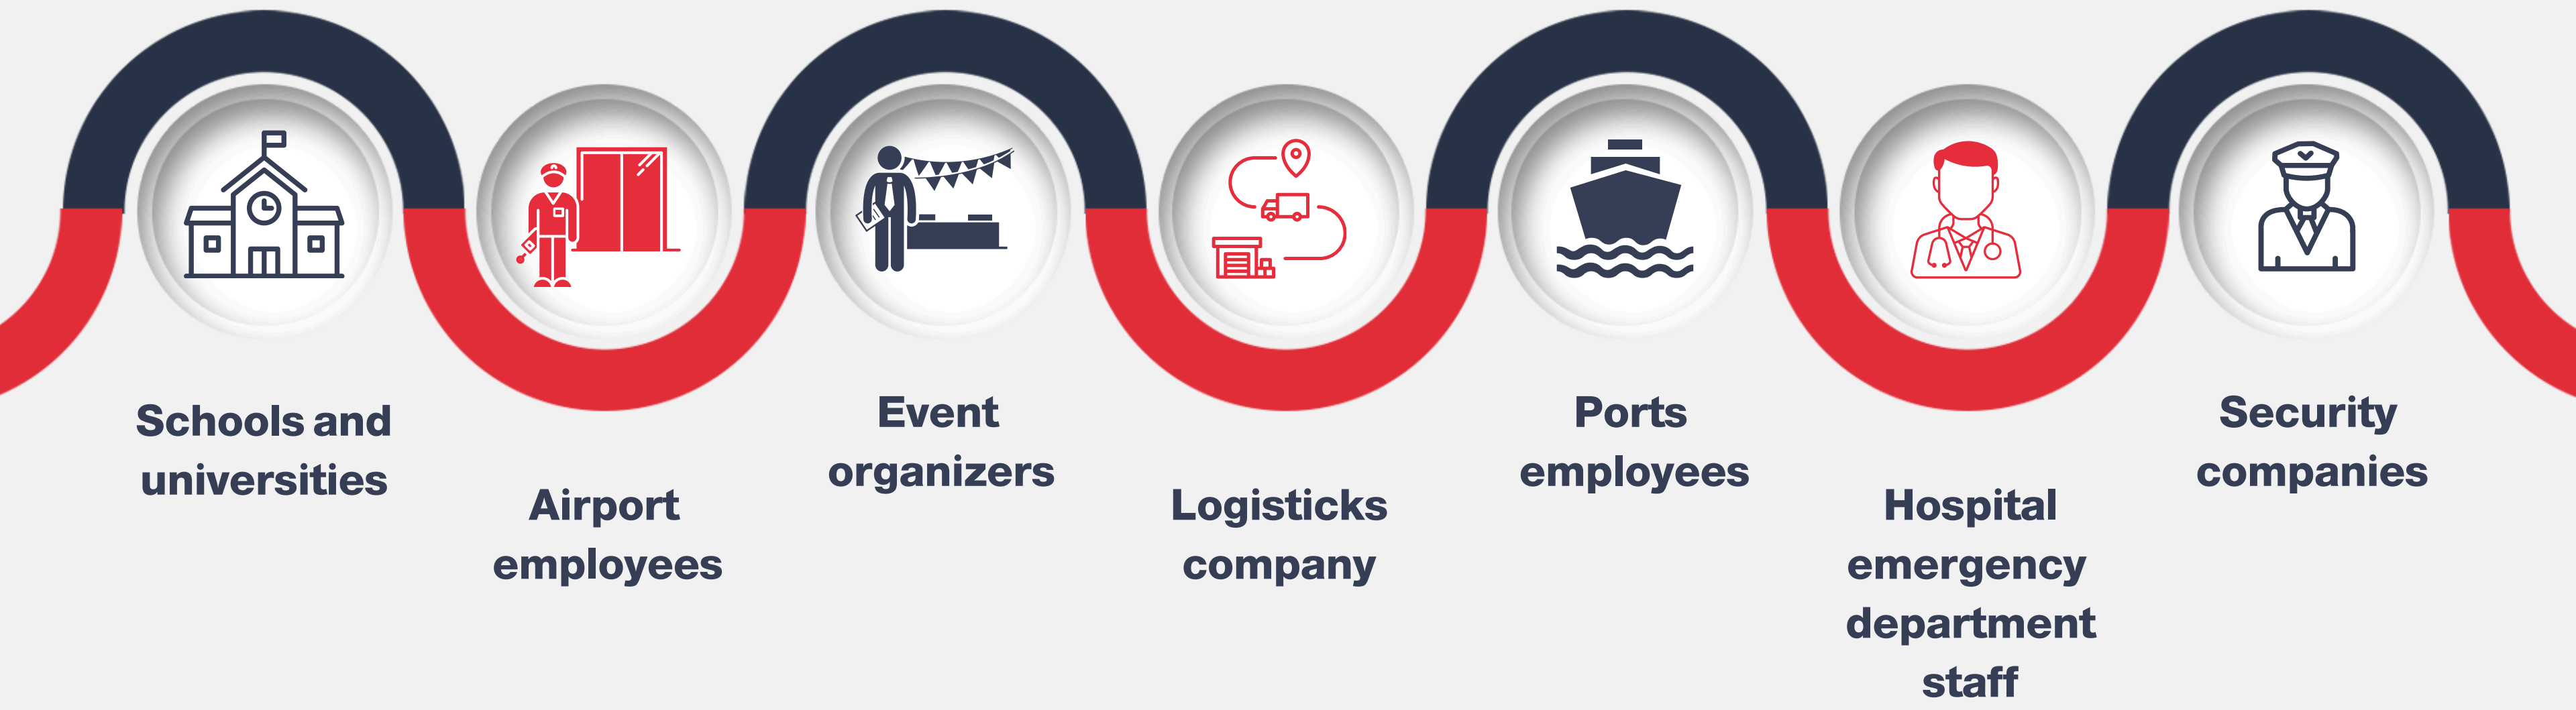 Schools and
universities
Airport
employees
Event
organizers
Logisticks
company
Ports
employees
Hospital
emergency
department
staff
Security
companies